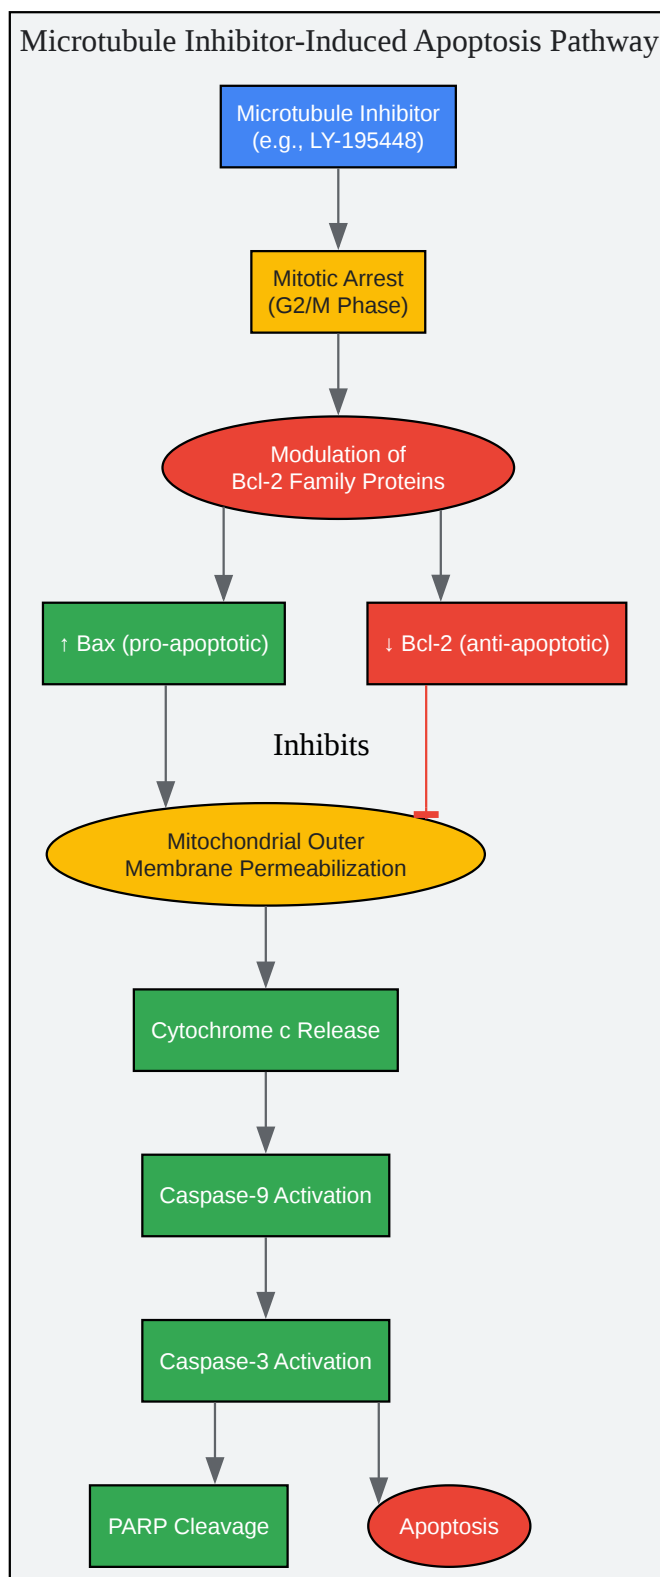 Microtubule Inhibitor-Induced Apoptosis Pathway
Microtubule Inhibitor
(e.g., LY-195448)
Mitotic Arrest
(G2/M Phase)
Modulation of
Bcl-2 Family Proteins
↑ Bax (pro-apoptotic)
↓ Bcl-2 (anti-apoptotic)
Inhibits
Mitochondrial Outer
Membrane Permeabilization
Cytochrome c Release
Caspase-9 Activation
Caspase-3 Activation
PARP Cleavage
Apoptosis